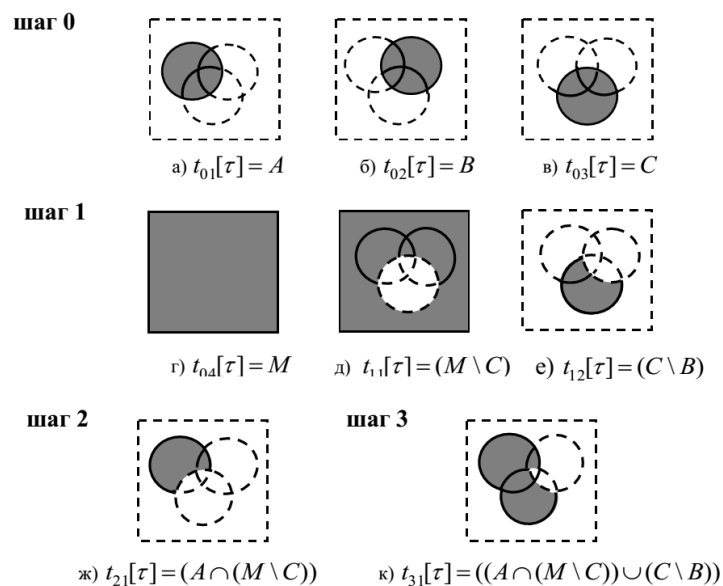 шаг 0
а) t₀₁[τ] = A
б) t₀₂[τ] = B
в) t₀₃[τ] = C
шаг 1
г) t₀₄[τ] = M
д) t₁₁[τ] = (M \ C)
е) t₁₂[τ] = (C \ B)
шаг 2
шаг 3
ж) t₂₁[τ] = (A ∩ (M \ C))
к) t₃₁[τ] = ((A ∩ (M \ C)) ∪ (C \ B))